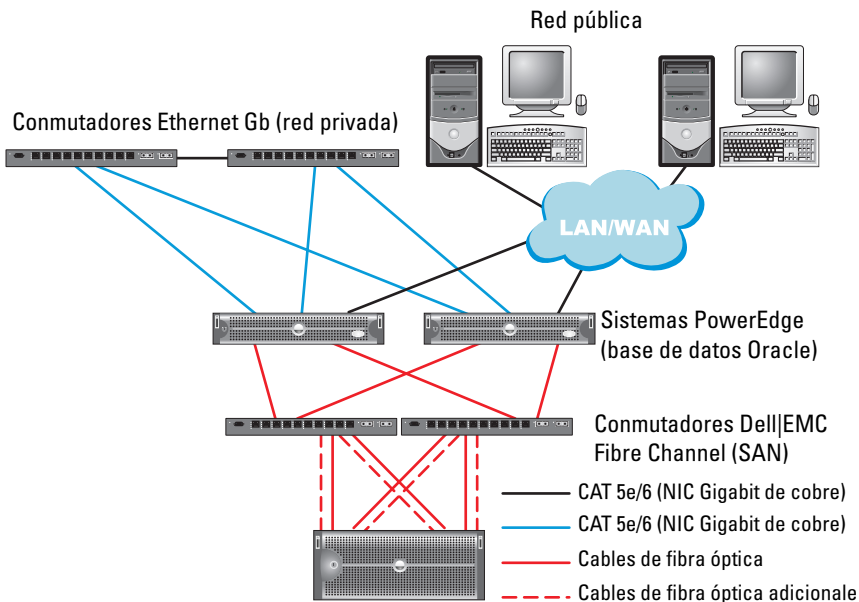 Red pública
Conmutadores Ethernet Gb (red privada)
LAN/WAN
Sistemas PowerEdge
(base de datos Oracle)
Conmutadores Dell|EMC
Fibre Channel (SAN)
CAT 5e/6 (NIC Gigabit de cobre)
CAT 5e/6 (NIC Gigabit de cobre)
Cables de fibra óptica
Cables de fibra óptica adicionale